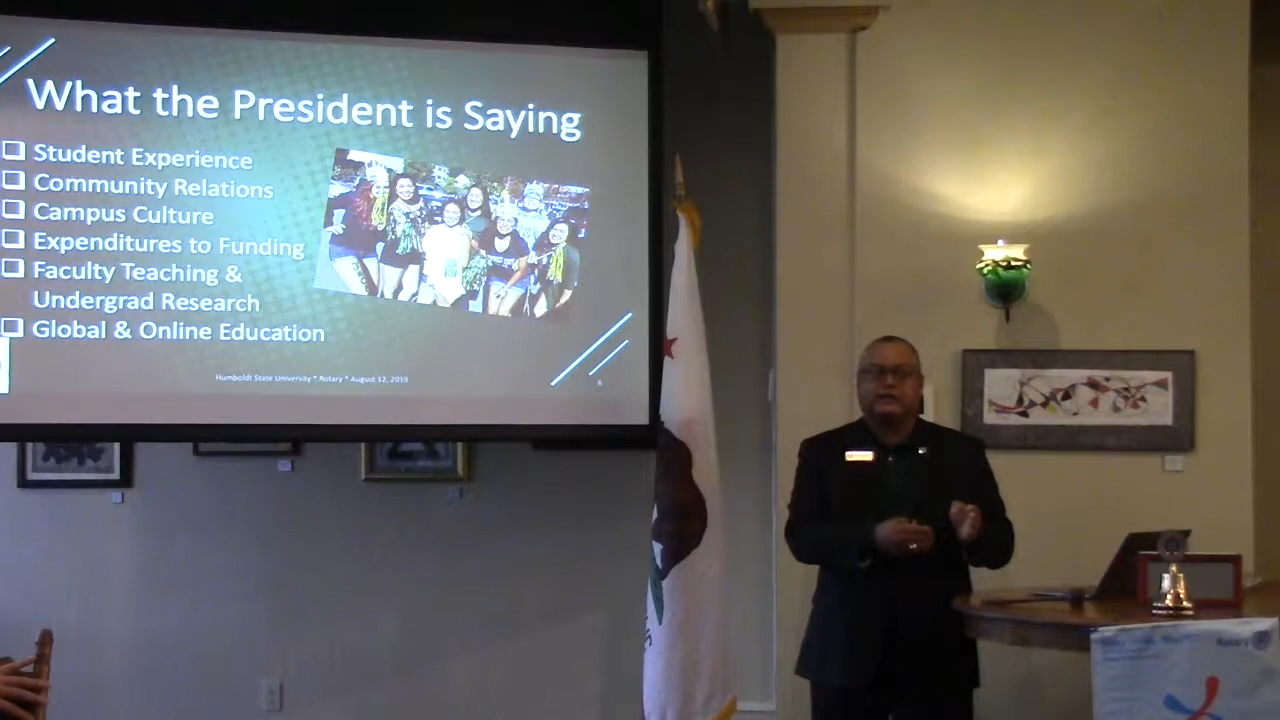 What the President is Saying
Student Experience
Community Relations
Campus Culture
Expenditures to Funding
Faculty Teaching &
Undergrad Research
Global & Online Education
Humboldt State University * Rotary * August 12, 2019
Rotary